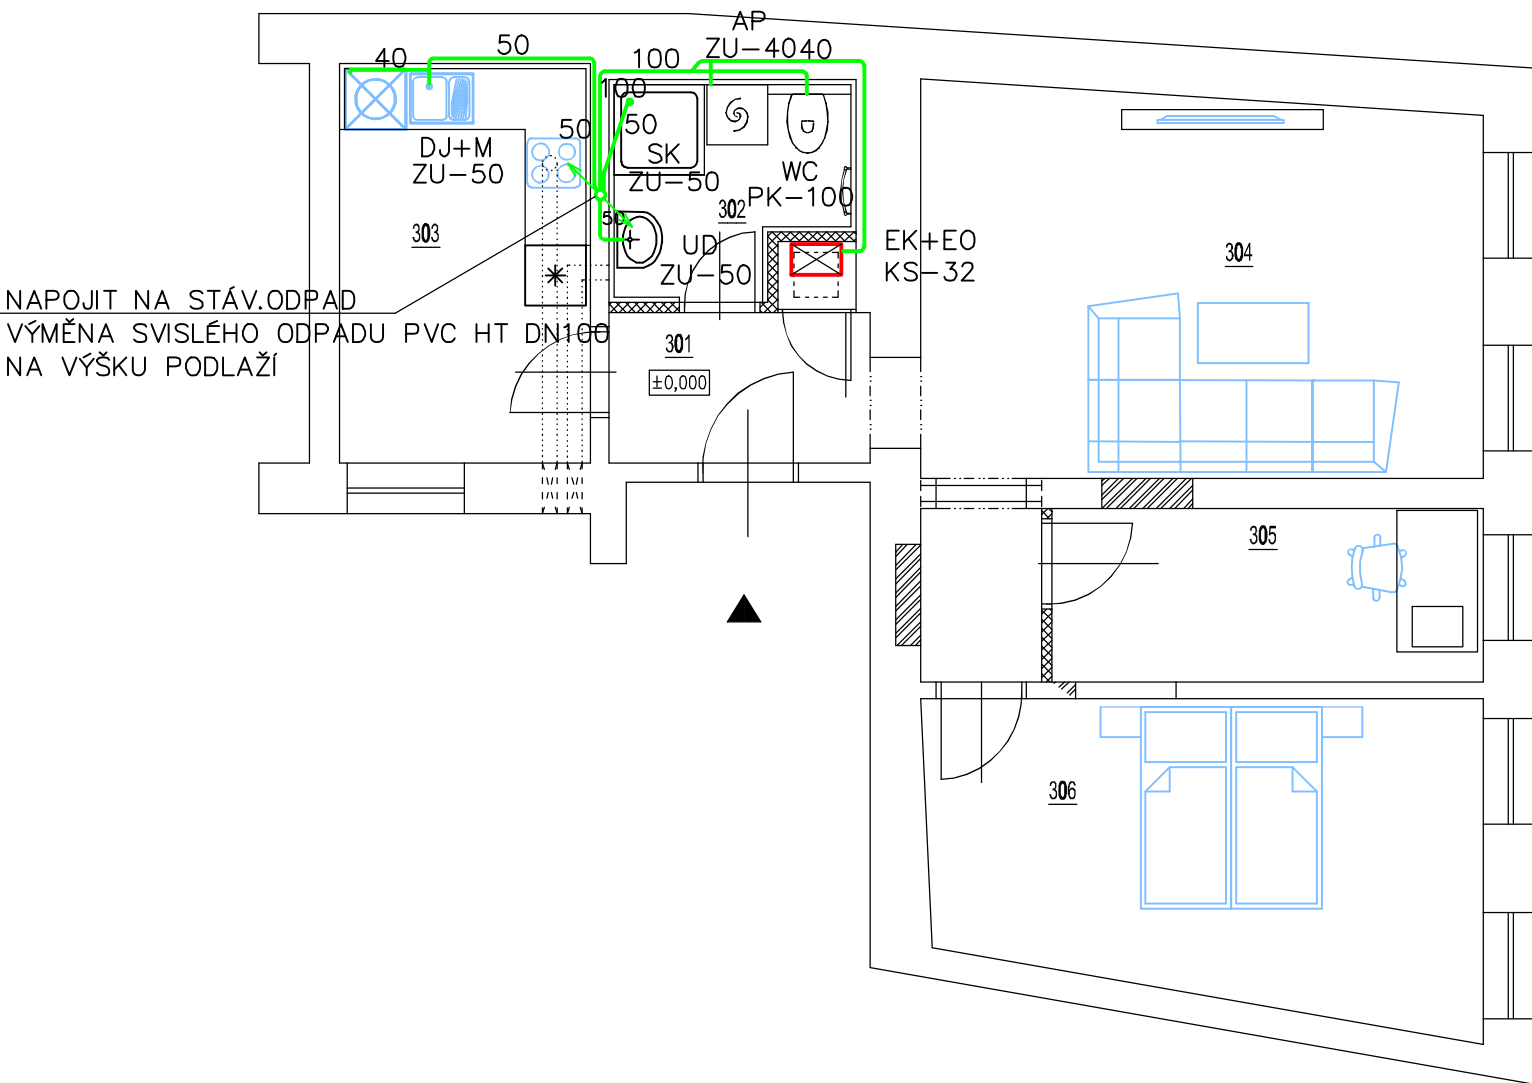 AP
ZU-4040
40
50
100
100
50
50
DJ+M
ZU-50
SK
ZU-50
WC
PK-100
302
50
303
UD
ZU-50
EK+EO
KS-32
304
NAPOJIT NA STÁV.ODPAD
VÝMĚNA SVISLÉHO ODPADU PVC HT DN100
NA VÝŠKU PODLAŽÍ
301
±0,000
305
306